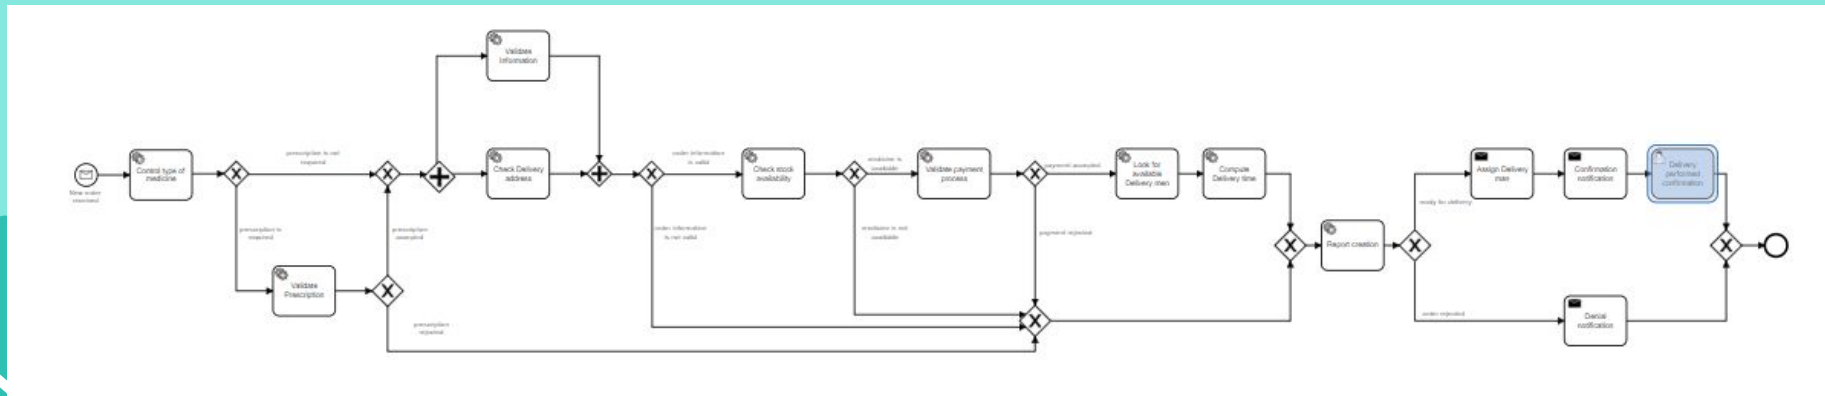 New order
received
Control type of
medicine
prescription is not
required
prescription is
required
Validate
Prescription
prescription
accepted
prescription
rejected
Validate
Information
Check Delivery
address
order information
is valid
order information
is not valid
Check stock
availability
medicine is
available
medicine is not
available
Validate payment
process
payment accepted
payment rejected
Look for
available
Delivery men
Compute
Delivery time
Report creation
ready for delivery
order rejected
Assign Delivery
man
Confirmation
notification
Delivery
performed
confirmation
Denial
notification